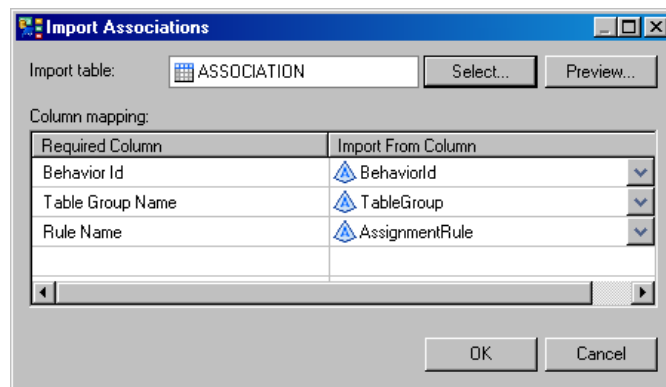 Import Associations
Import table: ASSOCIATION Select... Preview...
Column mapping:
Required Column Import From Column
Behavior Id BehaviorId
Table Group Name TableGroup
Rule Name AssignmentRule
OK Cancel